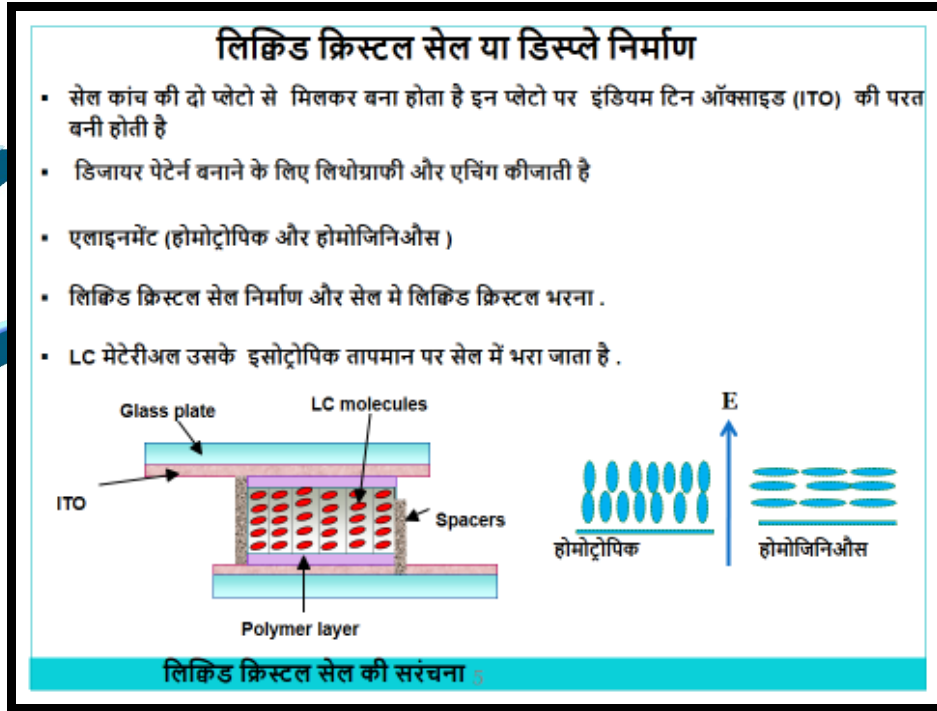 लिक्विड क्रिस्टल सेल या डिस्प्ले निर्माण
▪ सेल कांच की दो प्लेटो से मिलकर बना होता है इन प्लेटो पर इंडियम टिन ऑक्साइड (ITO) की परत
बनी होती है
▪ डिजायर पेटेर्न बनाने के लिए लिथोग्राफी और एचिंग कीजाती है
▪ एलाइनमेंट (होमोट्रोपिक और होमोजिनिऔस )
▪ लिक्विड क्रिस्टल सेल निर्माण और सेल मे लिक्विड क्रिस्टल भरना .
▪ LC मेटेरीअल उसके इसोट्रोपिक तापमान पर सेल में भरा जाता है .
Glass plate
LC molecules
E
ITO
Spacers
होमोट्रोपिक
होमोजिनिऔस
Polymer layer
लिक्विड क्रिस्टल सेल की सरंचना 5